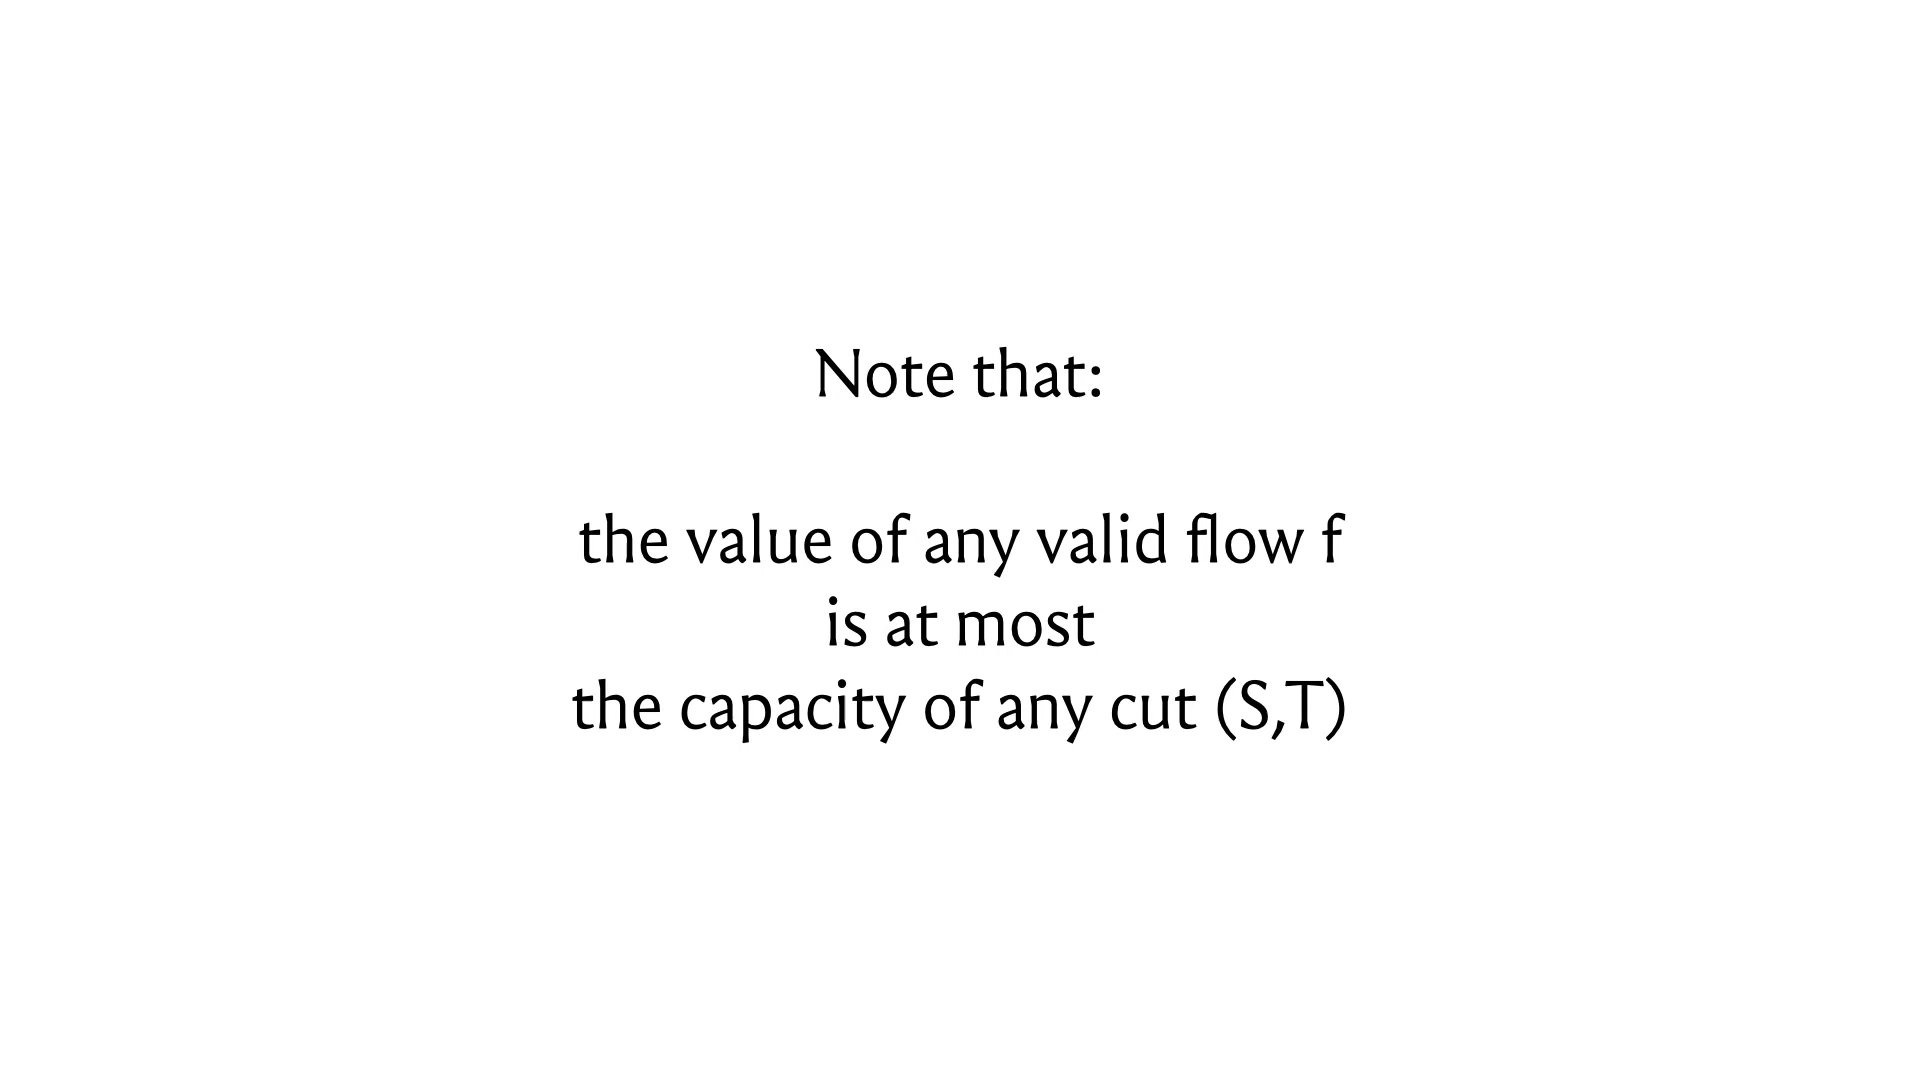 Note that:
the value of any valid flow f
is at most
the capacity of any cut (S,T)